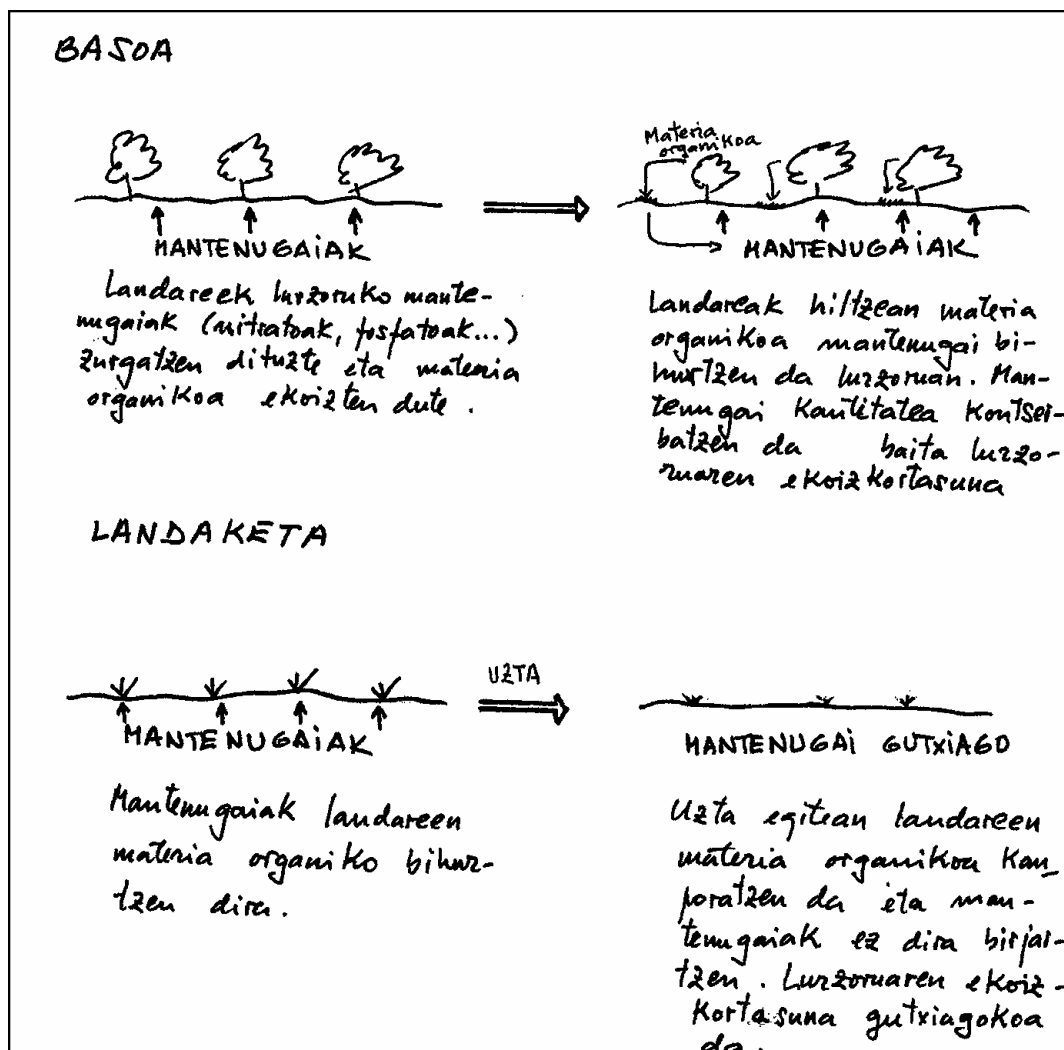 BASOA
MANTENUGAIAK
Landareek lurzoruko mante-
nugaiak (nitratoak, fosfatoak...)
zurgatzen dituzte eta materia
organikoa ekoizten dute.
Materia
organikoa
MANTENUGAIAK
Landareak hiltzean materia
organikoa mantenugai bi-
hurtzen da lurzoruan. Man-
tenugai kantitatea kontser-
batzen da baita lurzo-
ruaren ekoizkortasuna
LANDAKETA
MANTENUGAIAK
Mantenugaiak landareen
materia organiko bihur-
tzen dira.
UZTA
MANTENUGAI GUTXIAGO
Uzta egitean landareen
materia organikoa kan_
poratzen da eta man-
tenugaiak ez dira birjar-
tzen. Lurzoruaren ekoiz-
kortasuna gutxiagokoa
da.